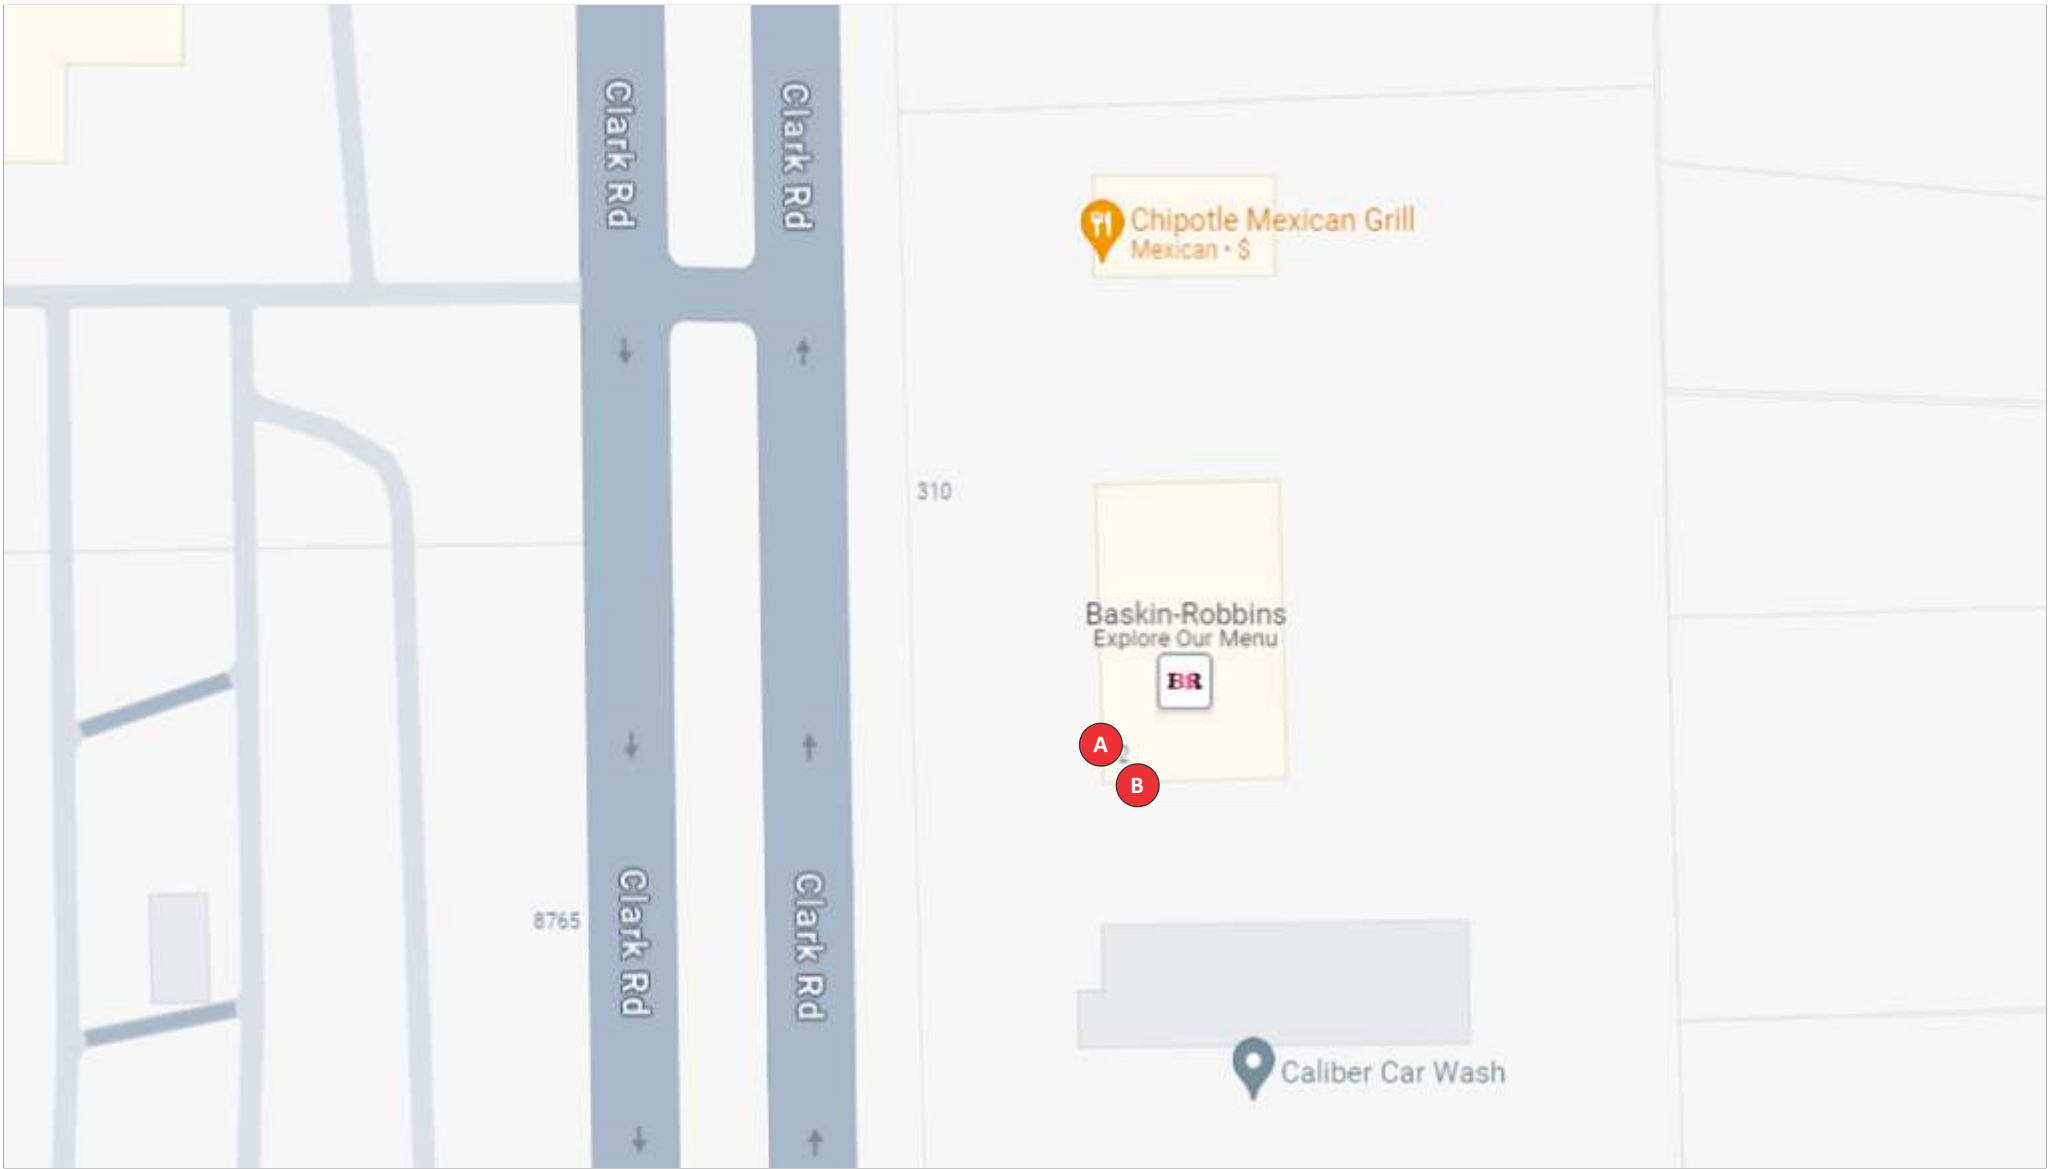 Clark Rd
Clark Rd
Chipotle Mexican Grill
Mexican • $
310
Baskin-Robbins
Explore Our Menu
BR
A
2
B
8765
Clark Rd
Clark Rd
Caliber Car Wash